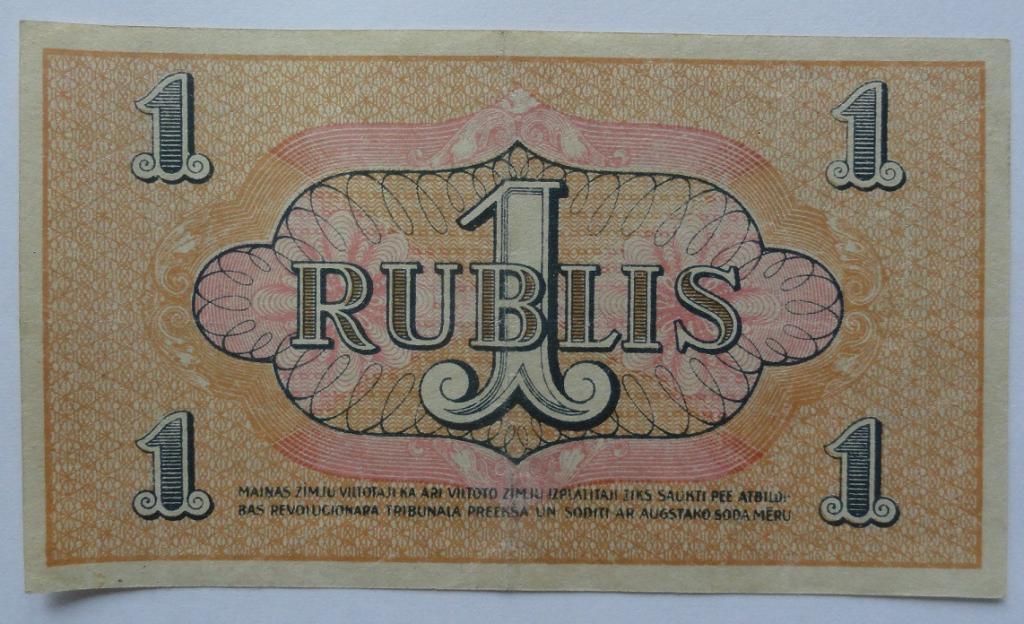 1 1
1
RUBLIS
1 1
MAINAS ZIMJU VILTOTAJI KA ARI VILTOTO ZIMJU IZPLATITAJI TIKS SAUKTI PEE ATBILDI-
BAS REVOLUCIONARA TRIBUNALA PREEKSA UN SODITI AR AUGSTAKO SODA MERU